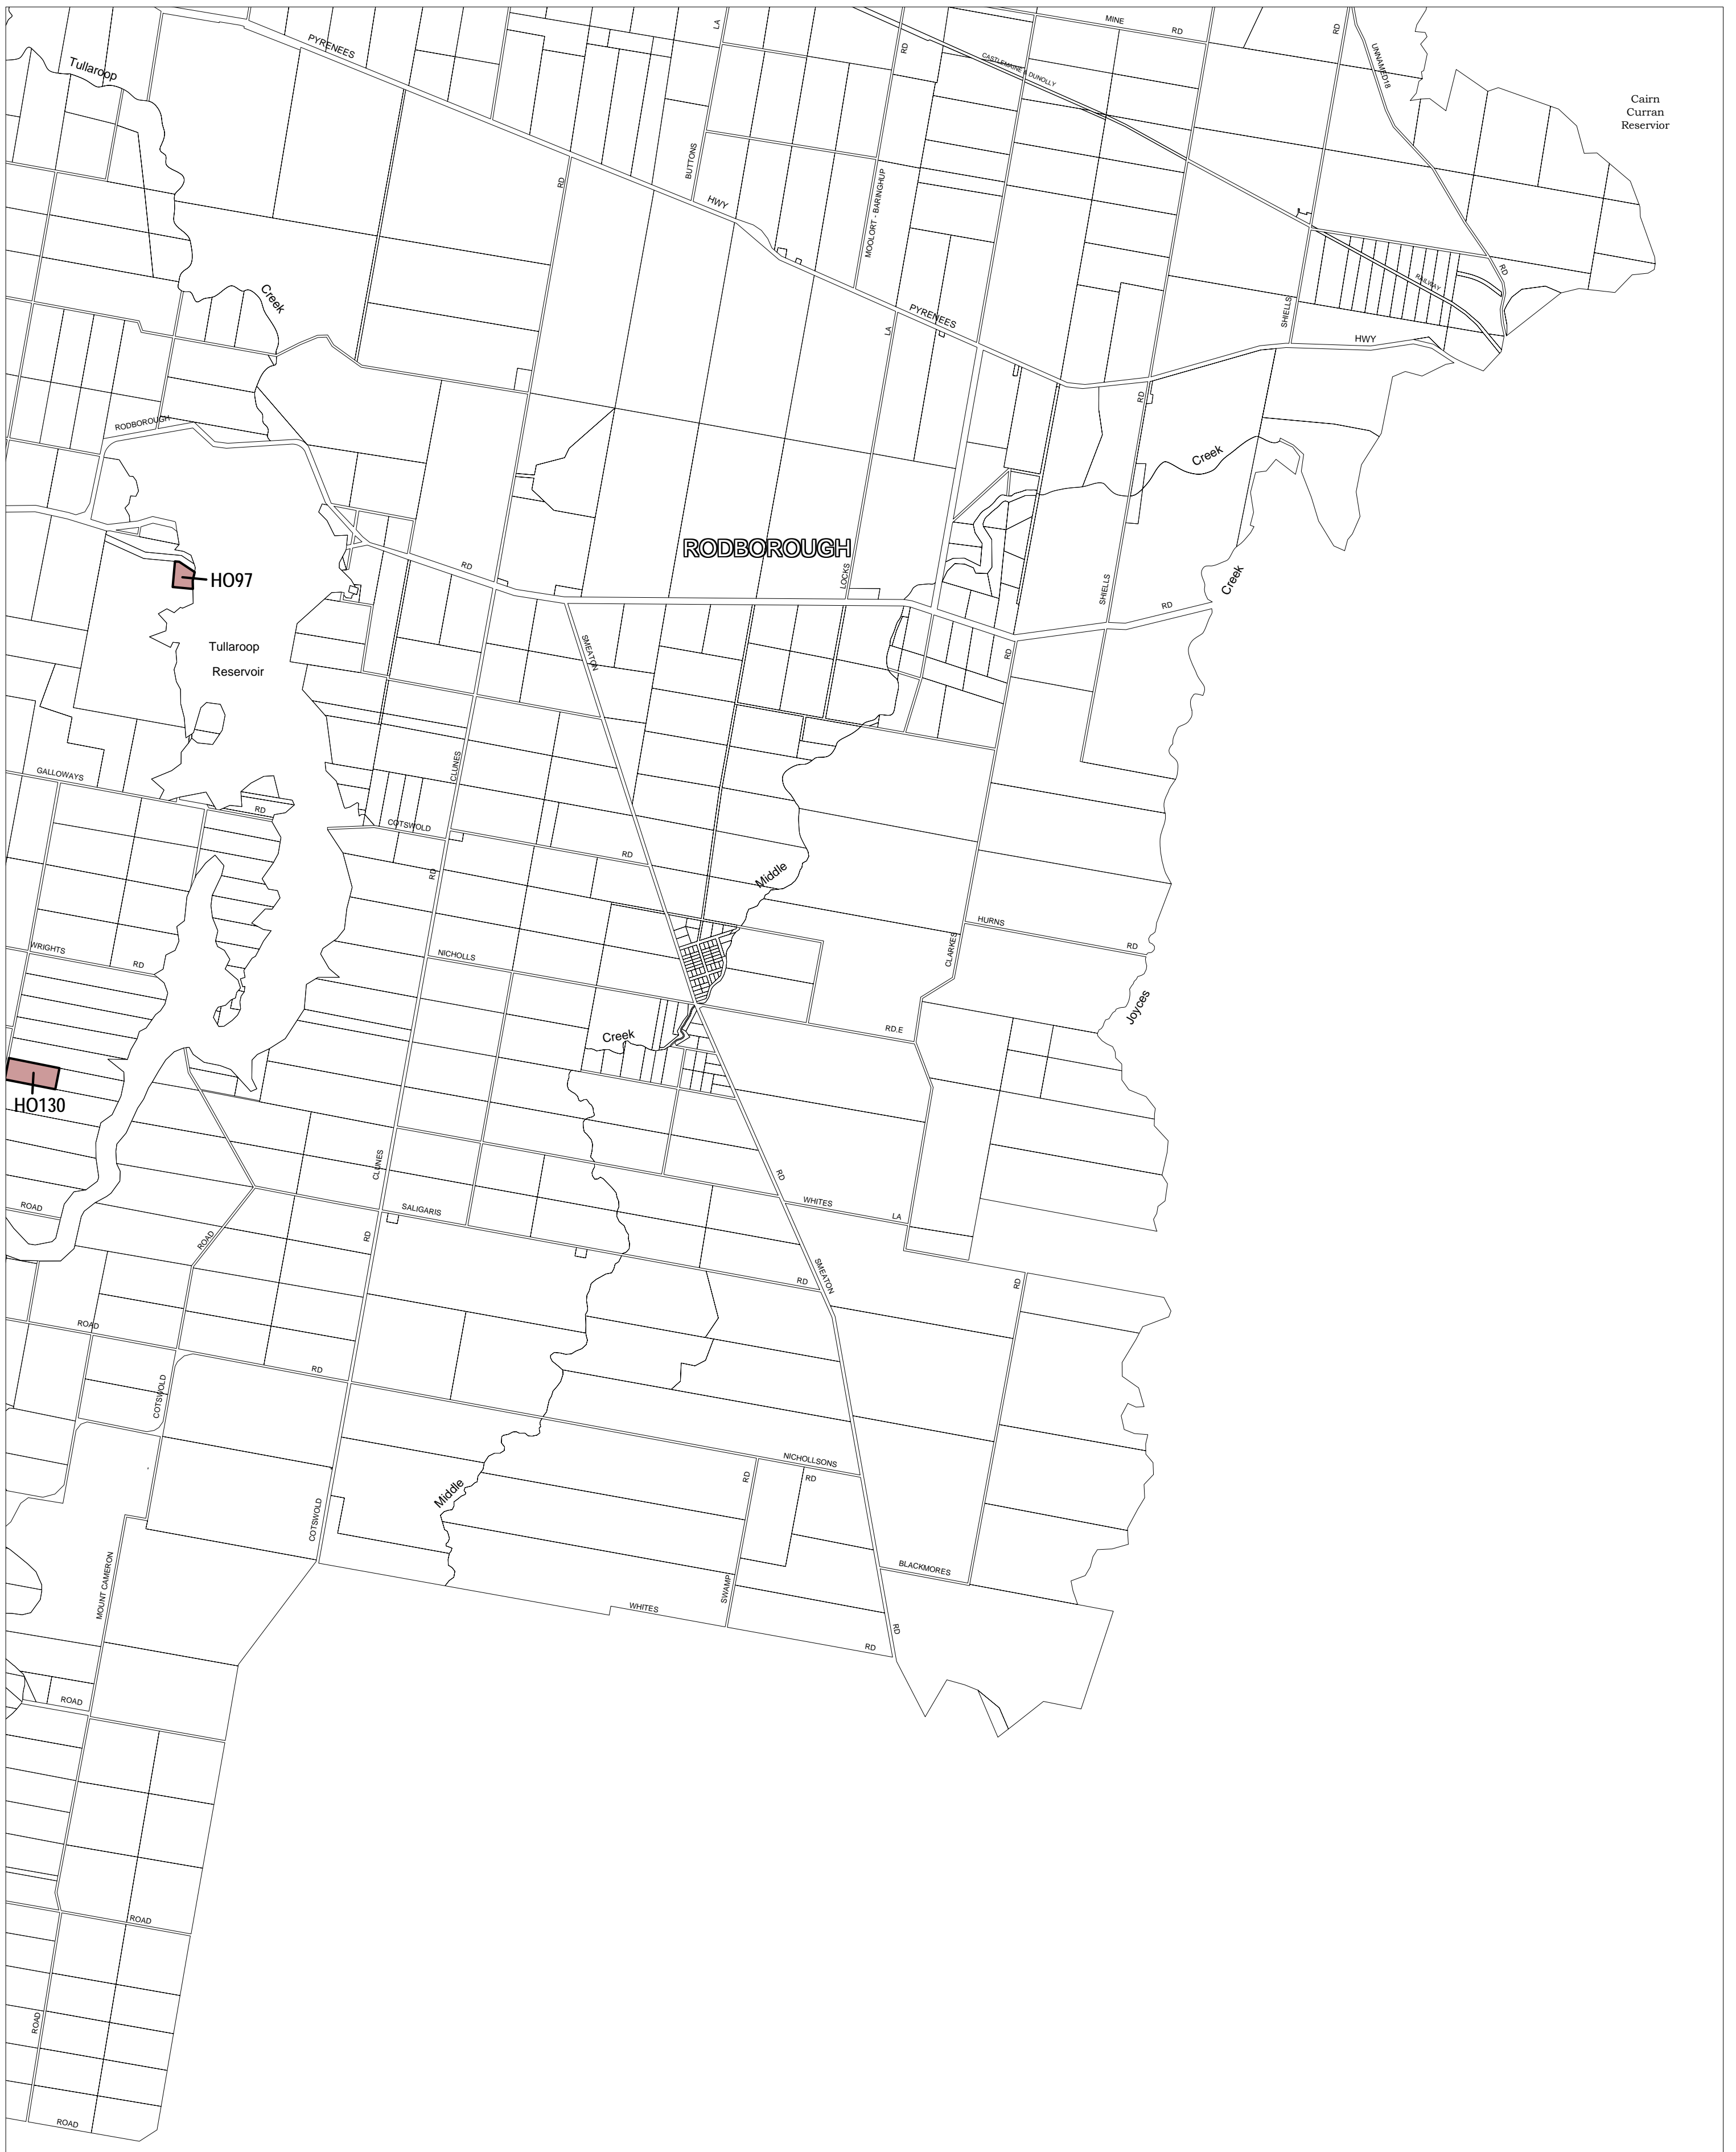 MINE
RD
LA
RD
RD
PYRENEES
UNNAMED18
CASTLEMAINE
DUNOLLY
Tullaroop
Cairn
Curran
Reservior
BUTTONS
RD
HWY
MOOLORT - BARINGHUP
RD
RAILWAY
Creek
PYRENEES
LA
SHIELLS
HWY
RD
RODBOROUGH
Creek
RODBOROUGH
RD
LOCKS
HO97
SHIELLS
Creek
RD
Tullaroop
Reservoir
SMEATON
RD
CLUNES
GALLOWAYS
RD
COTSWOLD
RD
RD
Middle
HURNS
RD
CLARKES
WRIGHTS
RD
NICHOLLS
Joyces
RD.E
Creek
HO130
CLUNES
RD
WHITES
LA
ROAD
SALIGARIS
ROAD
RD
SMEATON
RD
RD
ROAD
RD
COTSWOLD
NICHOLLSONS
RD
RD
Middle
COTSWOLD
MOUNT CAMERON
BLACKMORES
SWAMP
WHITES
RD
RD
ROAD
ROAD
ROAD
ROAD